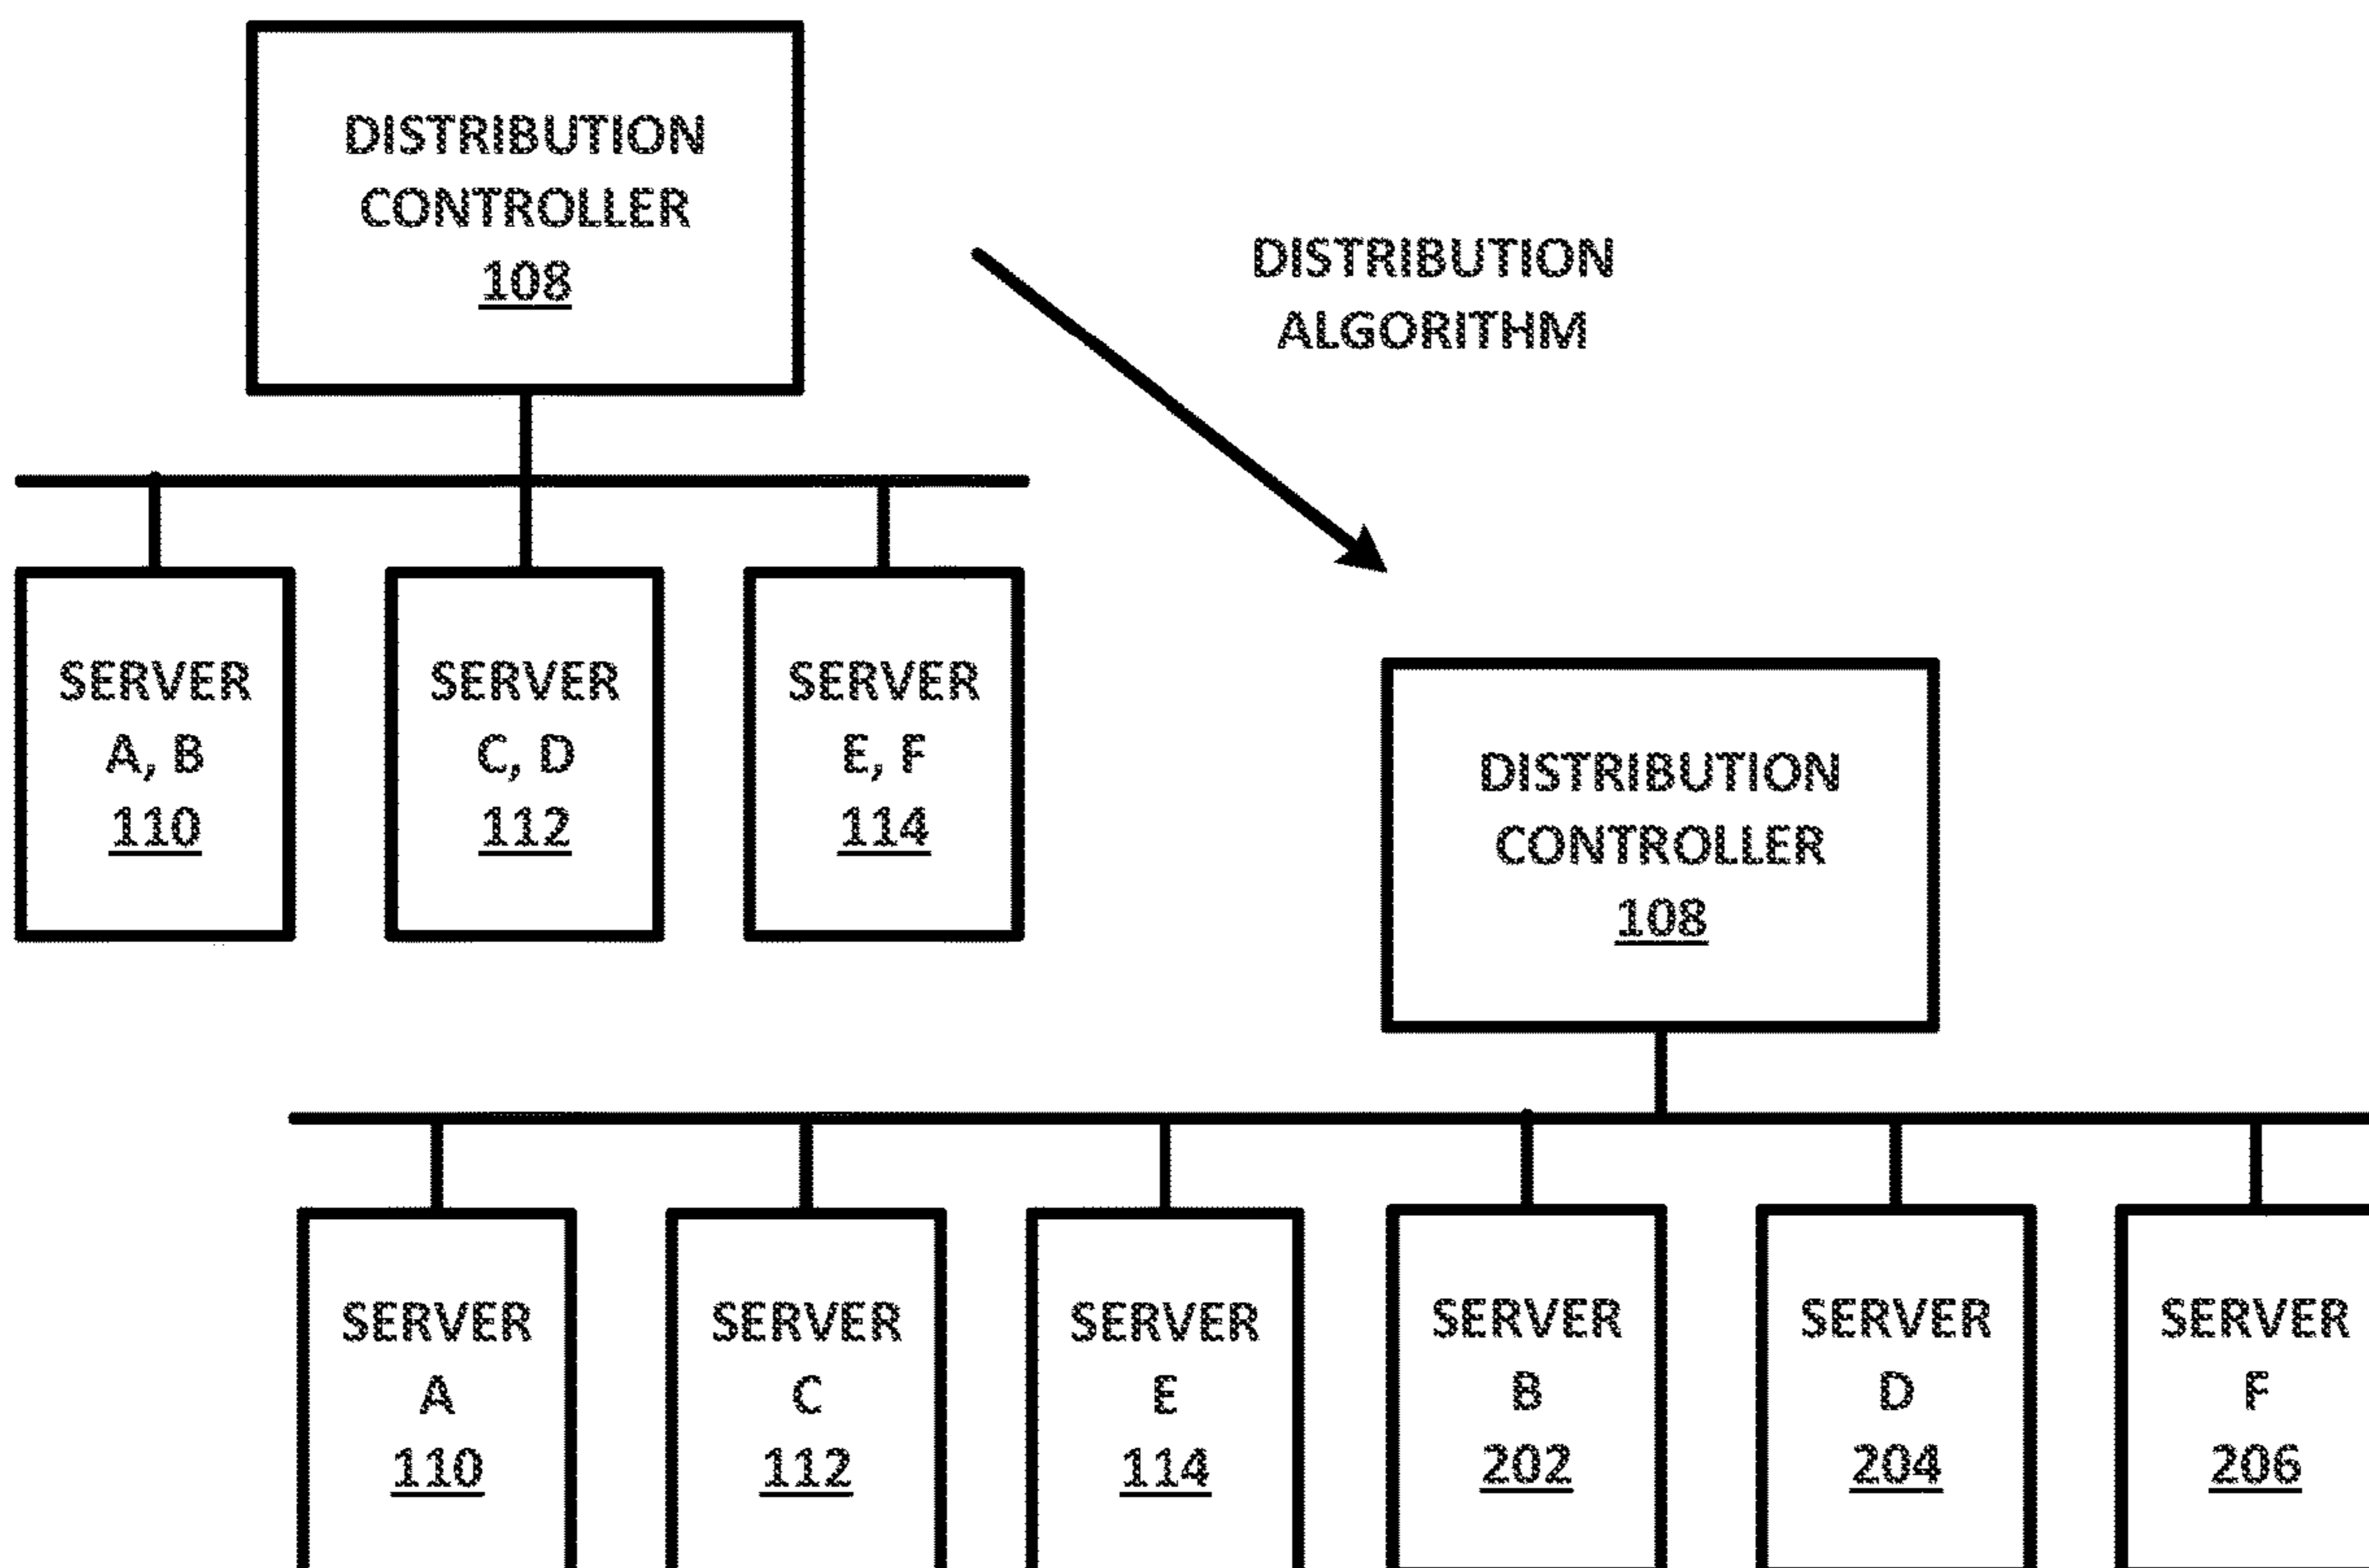 DISTRIBUTION
CONTROLLER
108
DISTRIBUTION
ALGORITHM
SERVER
A, B
110
SERVER
C, D
112
SERVER
E, F
114
DISTRIBUTION
CONTROLLER
108
SERVER
A
110
SERVER
C
112
SERVER
E
114
SERVER
B
202
SERVER
D
204
SERVER
F
206